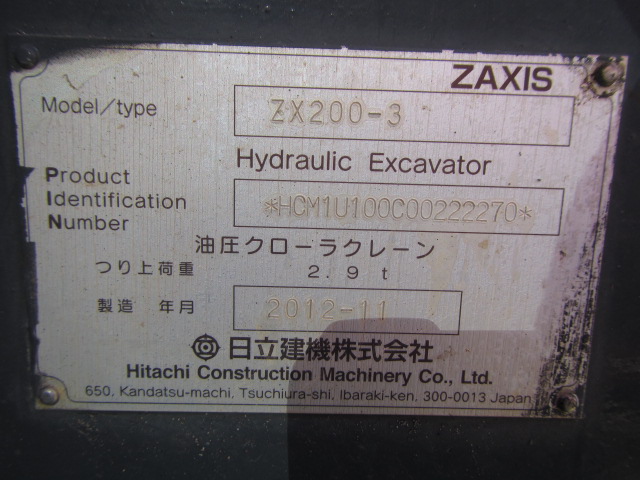 ZAXIS
Model/type ZX200-3
Hydraulic Excavator
Product
Identification
Number
*HCM1U100C00222270*
油圧クローラクレーン
つり上荷重 2.9 t
製造 年月 2012-11
日立建機株式会社
Hitachi Construction Machinery Co., Ltd.
650, Kandatsu-machi, Tsuchiura-shi, Ibaraki-ken, 300-0013 Japan